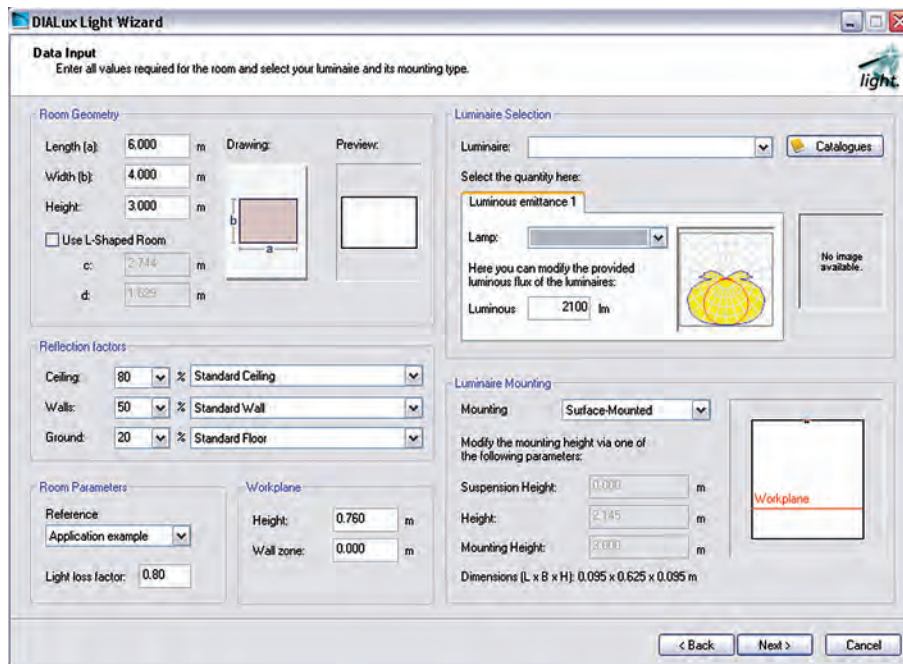 DIALux Light Wizard
Data Input
Enter all values required for the room and select your luminaire and its mounting type.
light.
Room Geometry
Length (a): 6.000 m Drawing: Preview:
Width (b): 4.000 m
Height: 3.000 m
b
a
Use L-Shaped Room
c: 2.744 m
d: 1.629 m
Reflection factors
Ceiling: 80 % Standard Ceiling
Walls: 50 % Standard Wall
Ground: 20 % Standard Floor
Room Parameters
Reference
Application example
Light loss factor: 0.80
Workplane
Height: 0.760 m
Wall zone: 0.000 m
Luminaire Selection
Luminaire: Catalogues
Select the quantity here:
Luminous emittance 1
Lamp:
Here you can modify the provided
luminous flux of the luminaires:
Luminous 2100 lm
No image
available.
Luminaire Mounting
Mounting Surface-Mounted
Modify the mounting height via one of
the following parameters:
Suspension Height: 0.000 m
Height: 2.145 m
Mounting Height: 3.000 m
Dimensions (L x B x H): 0.095 x 0.625 x 0.095 m
Workplane
< Back Next > Cancel